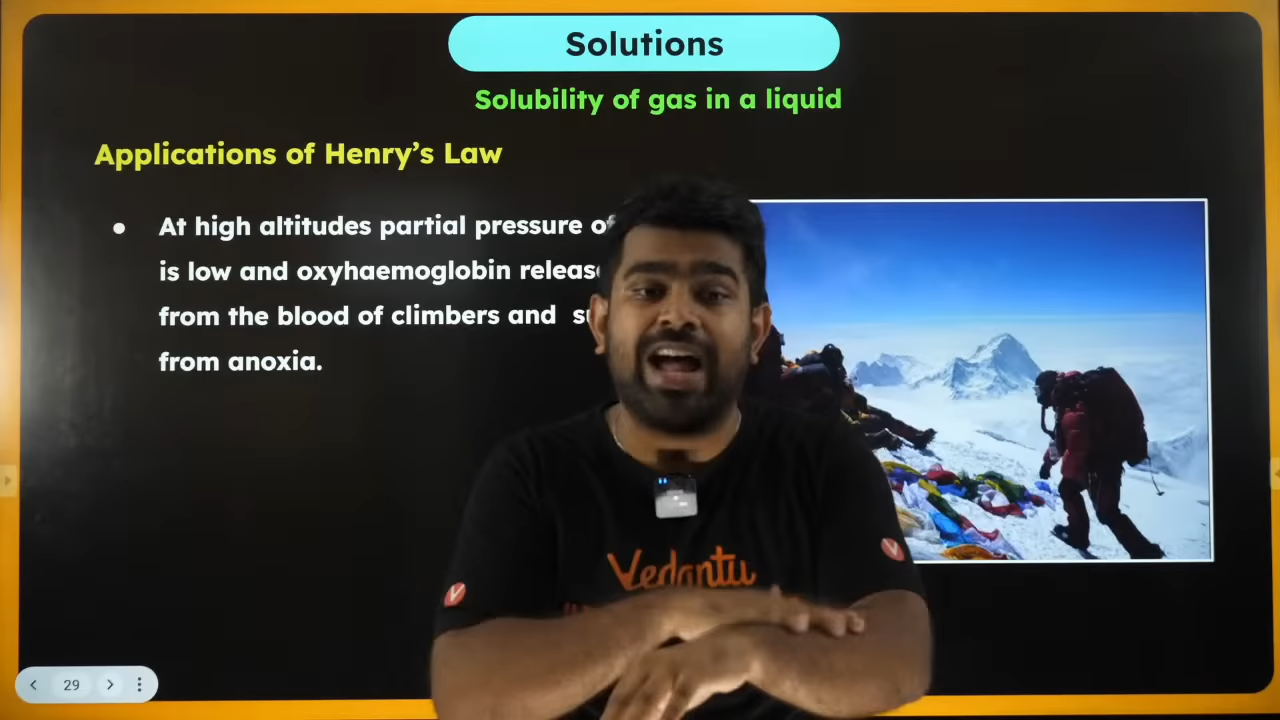 Solutions
Solubility of gas in a liquid
Applications of Henry's Law
At high altitudes partial pressure of
is low and oxyhaemoglobin
from the blood of climbers and
from anoxia.
Vedantu
29